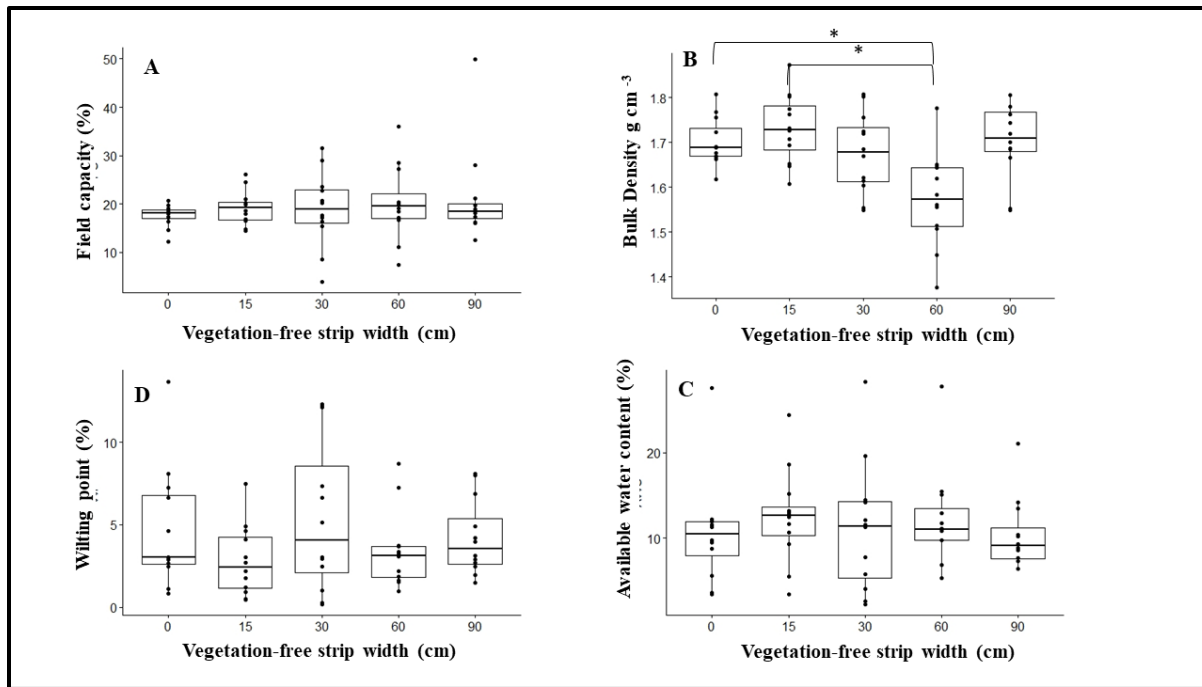 A
Field capacity (%)
50
40
30
20
10
0 15 30 60 90
Vegetation-free strip width (cm)
* 
*
B
Bulk Density g cm -3
1.8
1.7
1.6
1.5
1.4
0 15 30 60 90
Vegetation-free strip width (cm)
D
Wilting point (%)
10
5
0
0 15 30 60 90
Vegetation-free strip width (cm)
C
Available water content (%)
20
10
0 15 30 60 90
Vegetation-free strip width (cm)